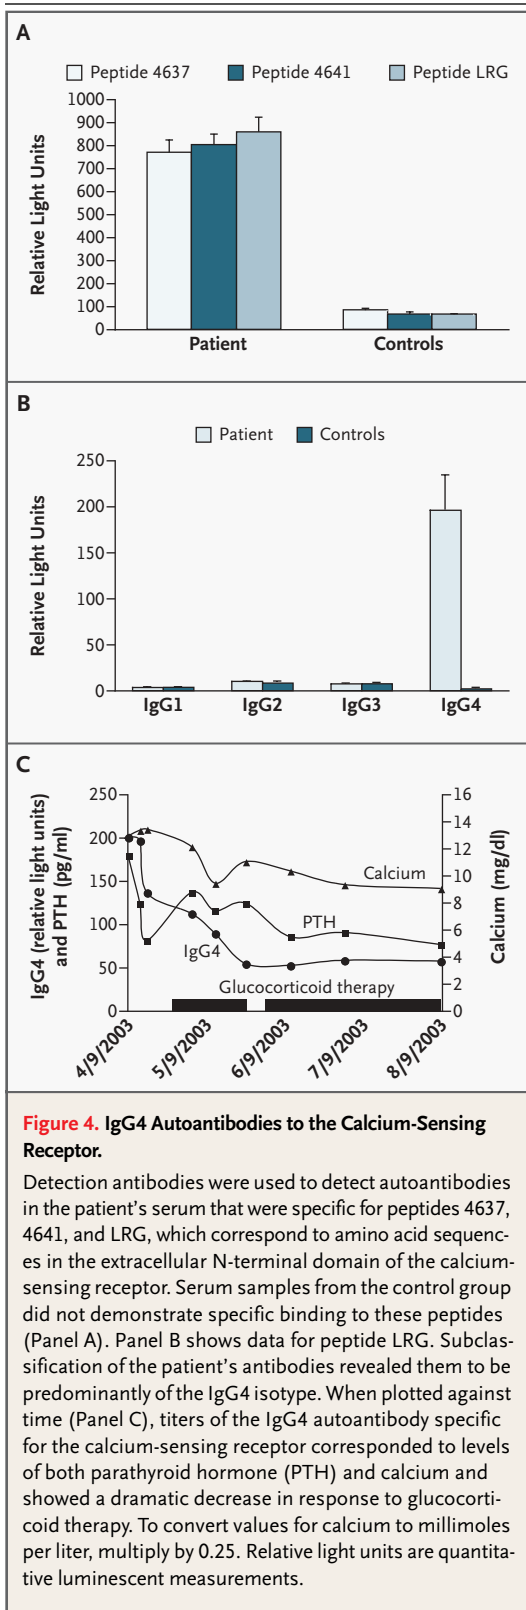 A
Peptide 4637 Peptide 4641 Peptide LRG
Relative Light Units
1000
900
800
700
600
500
400
300
200
100
0
Patient Controls
B
Patient Controls
Relative Light Units
250
200
150
100
50
0
IgG1 IgG2 IgG3 IgG4
C
IgG4 (relative light units)
and PTH (pg/ml)
250
200
150
100
50
0
16
14
12
10
8
6
4
2
0
Calcium (mg/dl)
Calcium
PTH
IgG4
Glucocorticoid therapy
4/9/2003 5/9/2003 6/9/2003 7/9/2003 8/9/2003
Figure 4. IgG4 Autoantibodies to the Calcium-Sensing
Receptor.
Detection antibodies were used to detect autoantibodies
in the patient's serum that were specific for peptides 4637,
4641, and LRG, which correspond to amino acid sequenc-
es in the extracellular N-terminal domain of the calcium-
sensing receptor. Serum samples from the control group
did not demonstrate specific binding to these peptides
(Panel A). Panel B shows data for peptide LRG. Subclas-
sification of the patient's antibodies revealed them to be
predominantly of the IgG4 isotype. When plotted against
time (Panel C), titers of the IgG4 autoantibody specific
for the calcium-sensing receptor corresponded to levels
of both parathyroid hormone (PTH) and calcium and
showed a dramatic decrease in response to glucocorti-
coid therapy. To convert values for calcium to millimoles
per liter, multiply by 0.25. Relative light units are quantita-
tive luminescent measurements.